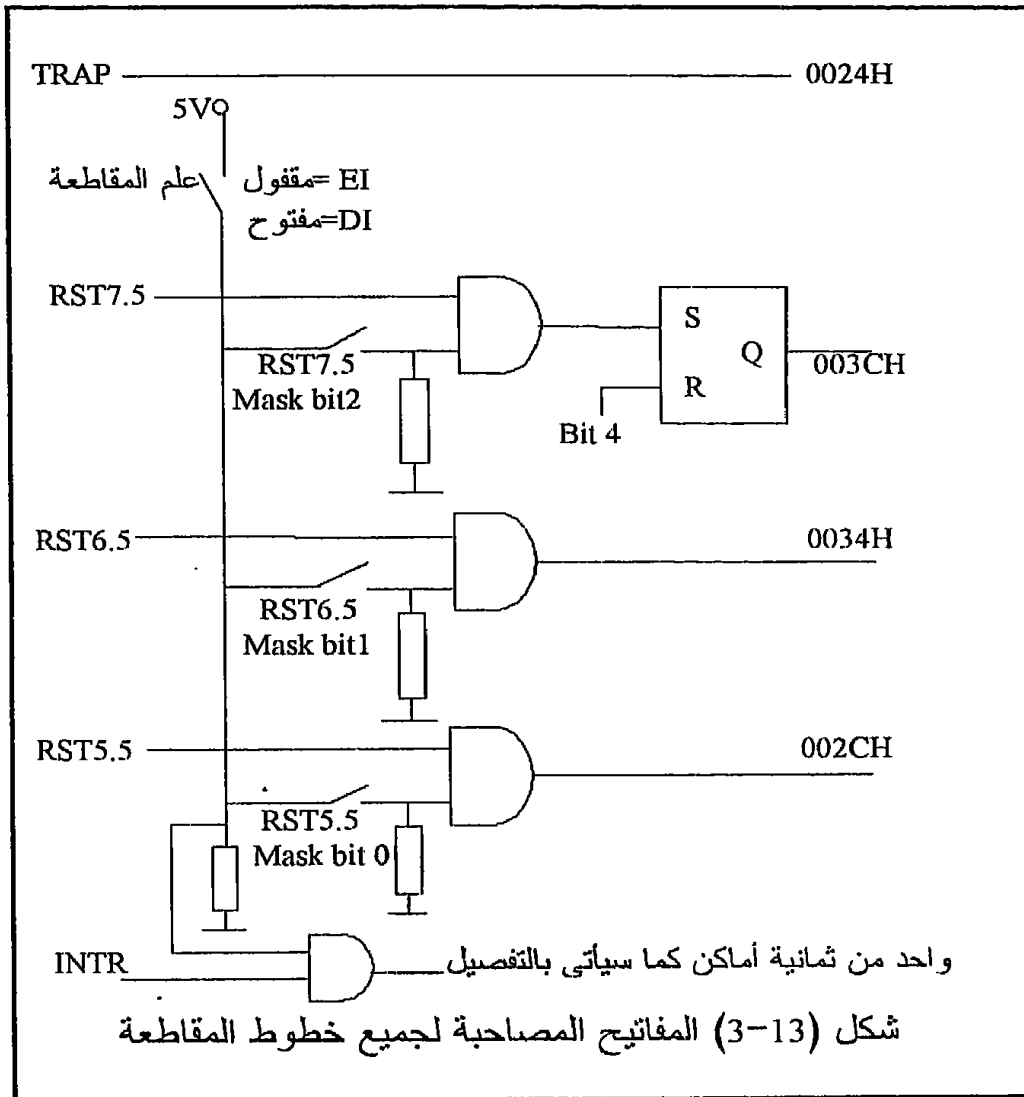 TRAP 0024H
5V
علم المقاطعة
مقفول= EI
مفتوح=DI
RST7.5
S
Q
R
003CH
RST7.5
Mask bit2
Bit 4
RST6.5
0034H
RST6.5
Mask bit1
RST5.5
002CH
RST5.5
Mask bit 0
INTR
واحد من ثمانية أماكن كما سيأتى بالتفصيل
شكل (3-13) المفاتيح المصاحبة لجميع خطوط المقاطعة